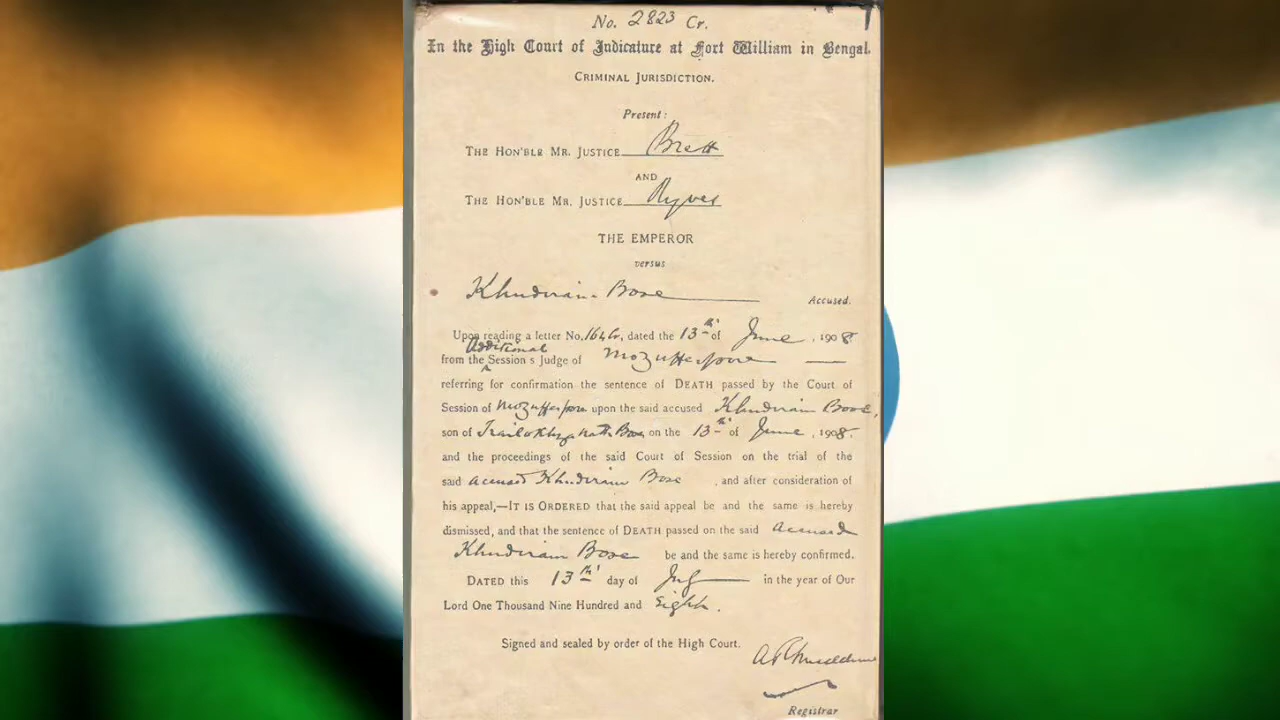 No. 2823 Cr.
In the High Court of Judicature at Fort William in Bengal.
CRIMINAL JURISDICTION.
Present:
THE HON'BLE MR. JUSTICE Brett
AND
THE HON'BLE MR. JUSTICE Ryves
THE EMPEROR
versus
Khudiram Bose Accused.
Upon reading a letter No. 164 Cr, dated the 13th of June, 1908
Additional
from the Session s Judge of Mozufferpore
referring for confirmation the sentence of DEATH passed by the Court of
Session of Mozufferpore upon the said accused Khudiram Bose,
son of Trailokhya Nath Bose on the 13th of June, 1908.
and the proceedings of the said Court of Session on the trial of the
said accused Khudiram Bose , and after consideration of
his appeal,—IT IS ORDERED that the said appeal be and the same is hereby
dismissed, and that the sentence of DEATH passed on the said accused
Khudiram Bose be and the same is hereby confirmed.
DATED this 13th day of July in the year of Our
Lord One Thousand Nine Hundred and Eight.
Signed and sealed by order of the High Court.
Registrar